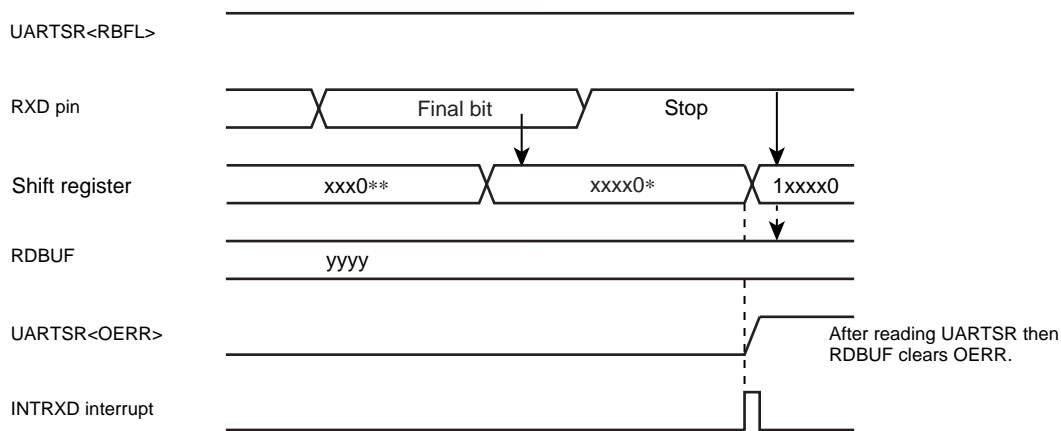 UARTSR<RBFL>
RXD pin
Final bit
Stop
Shift register
xxx0**
xxxx0*
1xxxx0
RDBUF
yyyy
UARTSR<OERR>
After reading UARTSR then
RDBUF clears OERR.
INTRXD interrupt